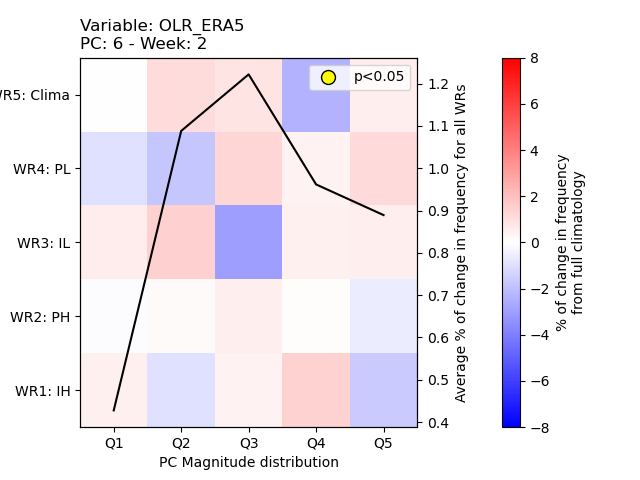 Variable: OLR_ERA5
PC: 6 - Week: 2
p<0.05
R5: Clima
WR4: PL
WR3: IL
WR2: PH
WR1: IH
Q1 Q2 Q3 Q4 Q5
PC Magnitude distribution
1.2
1.1
1.0
0.9
0.8
0.7
0.6
0.5
0.4
Average % of change in frequency for all WRs
8
6
4
2
0
−2
−4
−6
−8
% of change in frequency
from full climatology